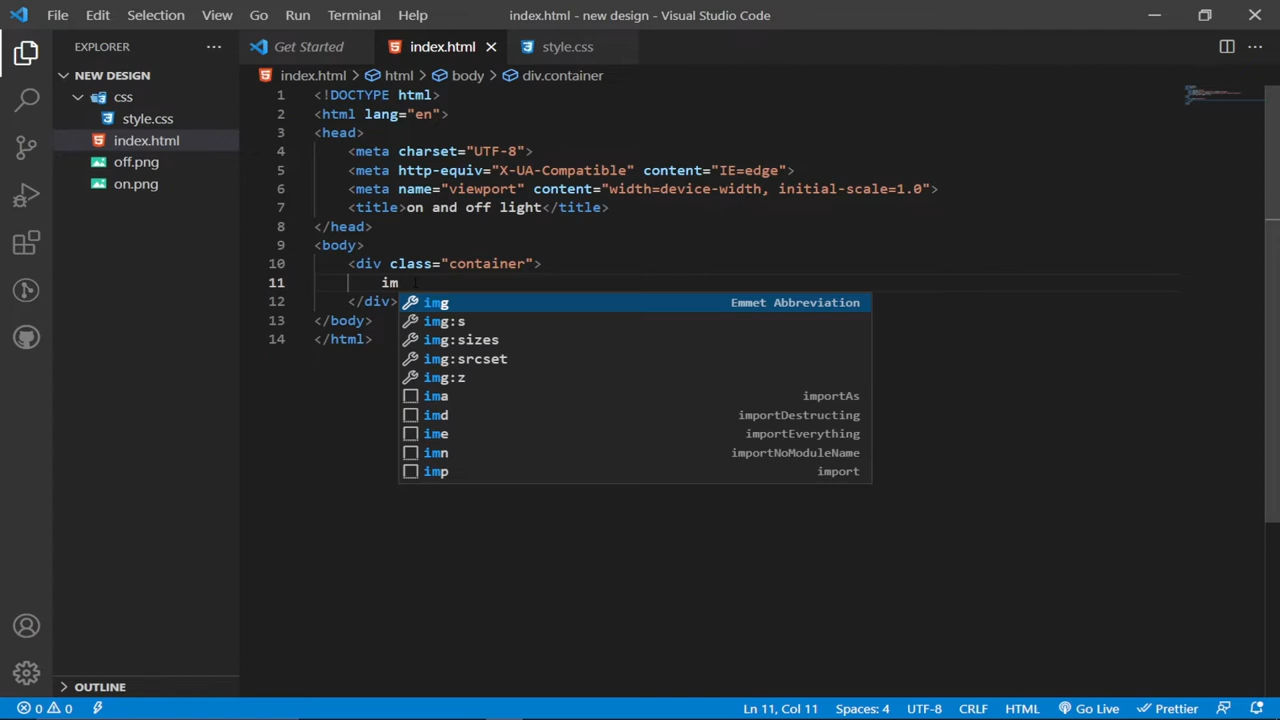 File Edit Selection View Go Run Terminal Help index.html - new design - Visual Studio Code
EXPLORER ... Get Started index.html style.css
NEW DESIGN index.html > html > body > div.container
css
style.css
index.html
off.png
on.png
1 <!DOCTYPE html>
2 <html lang="en">
3 <head>
4 <meta charset="UTF-8">
5 <meta http-equiv="X-UA-Compatible" content="IE=edge">
6 <meta name="viewport" content="width=device-width, initial-scale=1.0">
7 <title>on and off light</title>
8 </head>
9 <body>
10 <div class="container">
11 im
12 </div>
13 </body>
14 </html>
img Emmet Abbreviation
img:s
img:sizes
img:srcset
img:z
ima importAs
imd importDestructing
ime importEverything
imn importNoModuleName
imp import
OUTLINE
0 0 Ln 11, Col 11 Spaces: 4 UTF-8 CRLF HTML Go Live Prettier